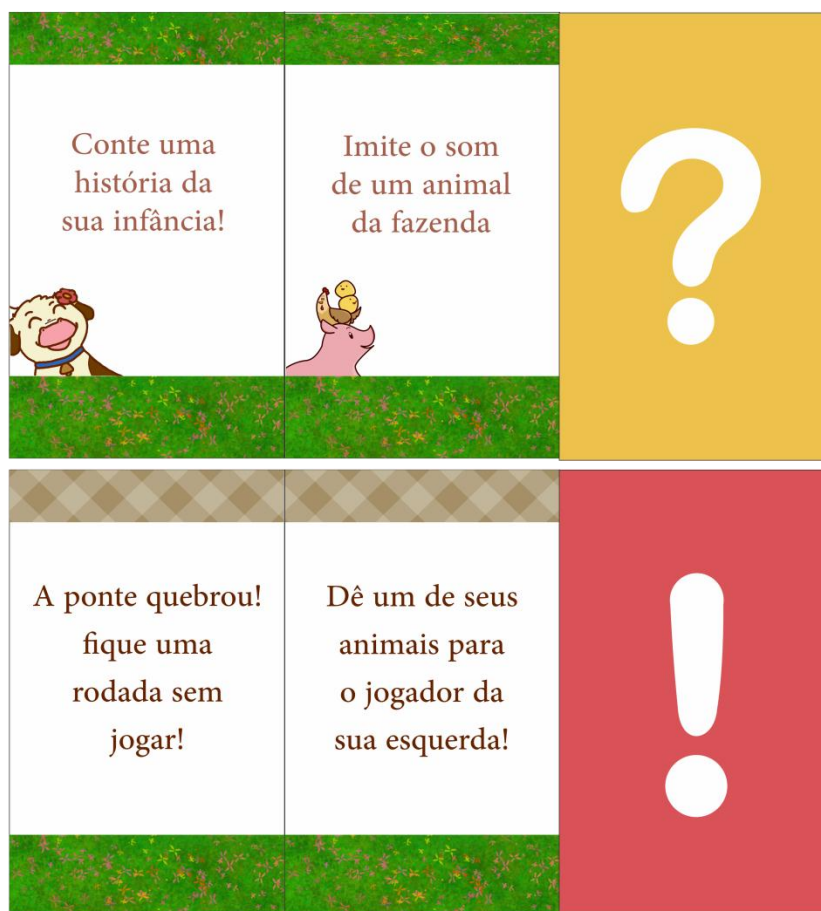 Conte uma
história da
sua infância!
Imite o som
de um animal
da fazenda
?
A ponte quebrou!
fique uma
rodada sem
jogar!
Dê um de seus
animais para
o jogador da
sua esquerda!
!